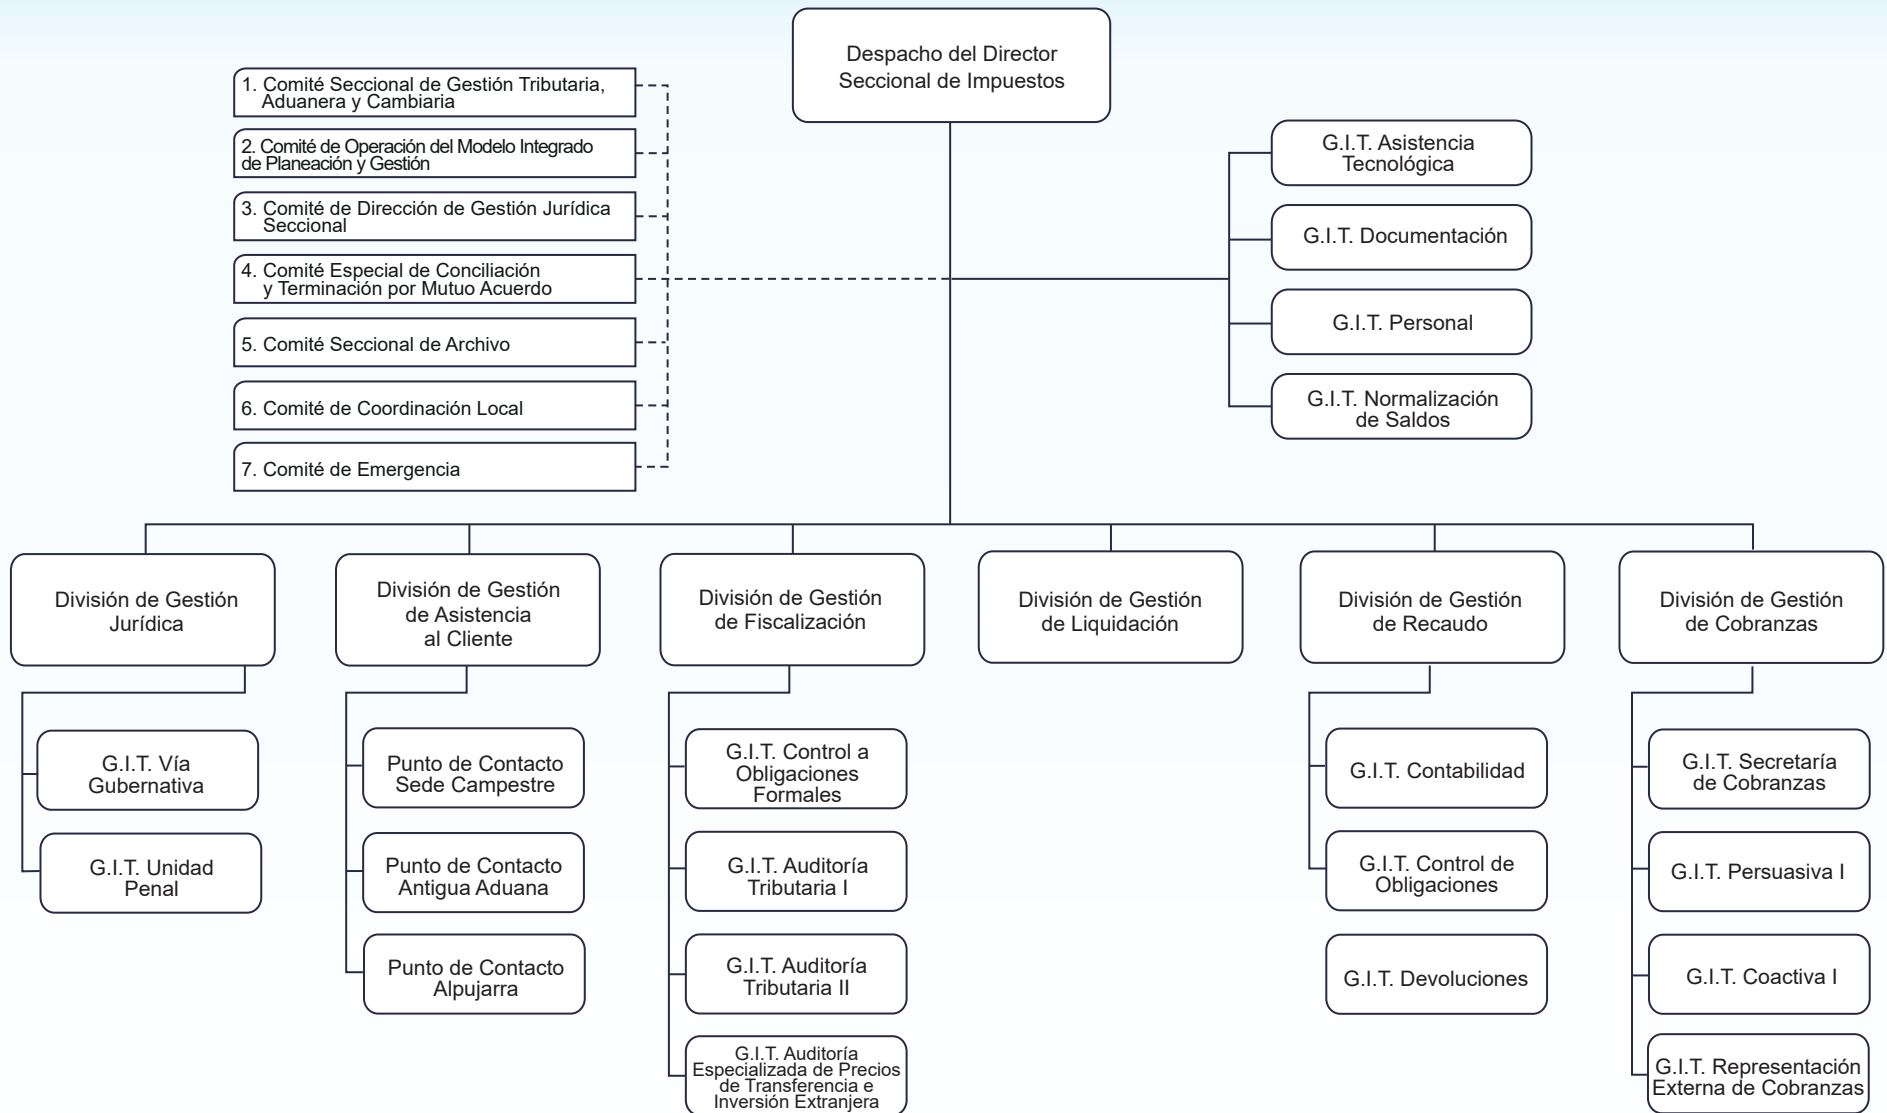 Despacho del Director
Seccional de Impuestos
1. Comité Seccional de Gestión Tributaria,
Aduanera y Cambiaria
2. Comité de Operación del Modelo Integrado
de Planeación y Gestión
3. Comité de Dirección de Gestión Jurídica
Seccional
4. Comité Especial de Conciliación
y Terminación por Mutuo Acuerdo
5. Comité Seccional de Archivo
6. Comité de Coordinación Local
7. Comité de Emergencia
G.I.T. Asistencia
Tecnológica
G.I.T. Documentación
G.I.T. Personal
G.I.T. Normalización
de Saldos
División de Gestión
Jurídica
G.I.T. Vía
Gubernativa
G.I.T. Unidad
Penal
División de Gestión
de Asistencia
al Cliente
Punto de Contacto
Sede Campestre
Punto de Contacto
Antigua Aduana
Punto de Contacto
Alpujarra
División de Gestión
de Fiscalización
G.I.T. Control a
Obligaciones
Formales
G.I.T. Auditoría
Tributaria I
G.I.T. Auditoría
Tributaria II
G.I.T. Auditoría
Especializada de Precios
de Transferencia e
Inversión Extranjera
División de Gestión
de Liquidación
División de Gestión
de Recaudo
G.I.T. Contabilidad
G.I.T. Control de
Obligaciones
G.I.T. Devoluciones
División de Gestión
de Cobranzas
G.I.T. Secretaría
de Cobranzas
G.I.T. Persuasiva I
G.I.T. Coactiva I
G.I.T. Representación
Externa de Cobranzas